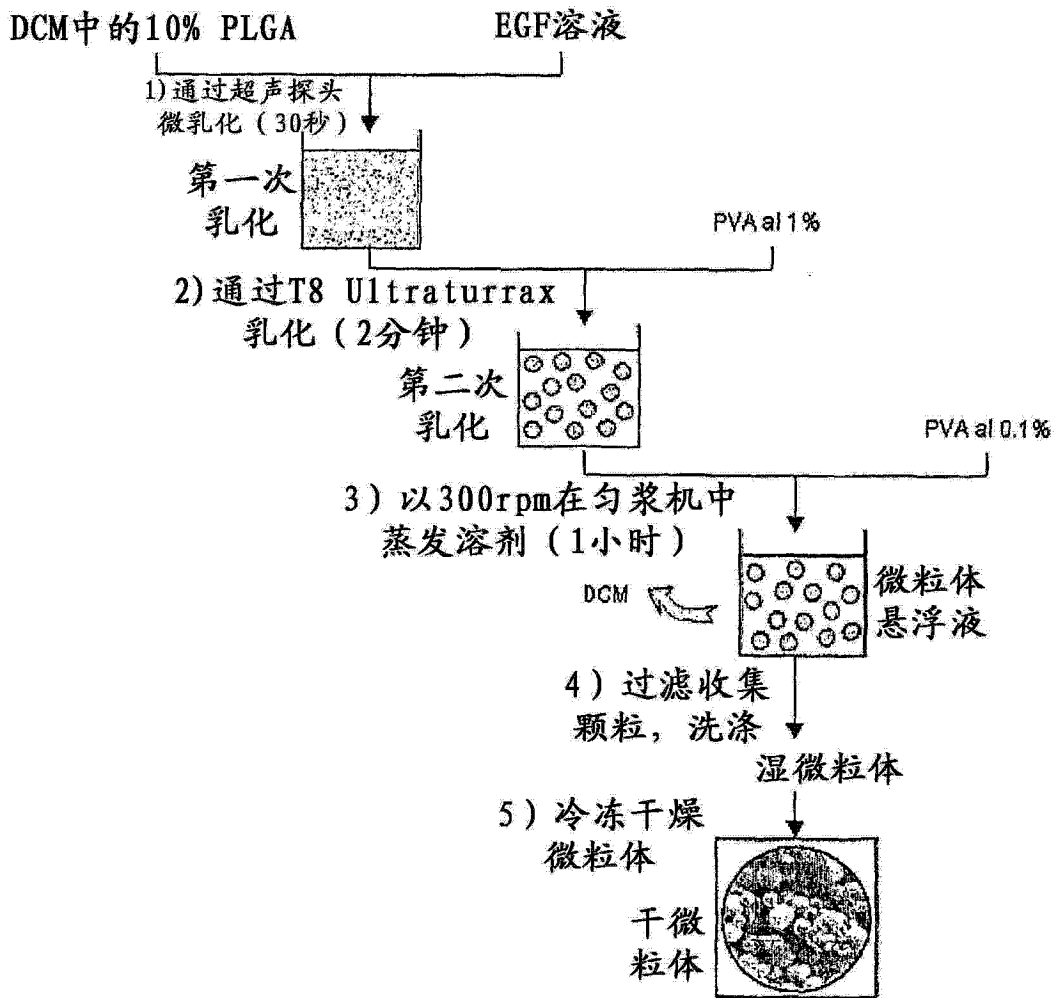 DCM中的10% PLGA
EGF溶液
1)通过超声探头
微乳化（30秒）
第一次
乳化
PVA al 1%
2)通过T8 Ultraturrax
乳化（2分钟）
第二次
乳化
PVA al 0.1%
3）以300rpm在匀浆机中
蒸发溶剂（1小时）
DCM
微粒体
悬浮液
4）过滤收集
颗粒，洗涤
湿微粒体
5）冷冻干燥
微粒体
干微
粒体